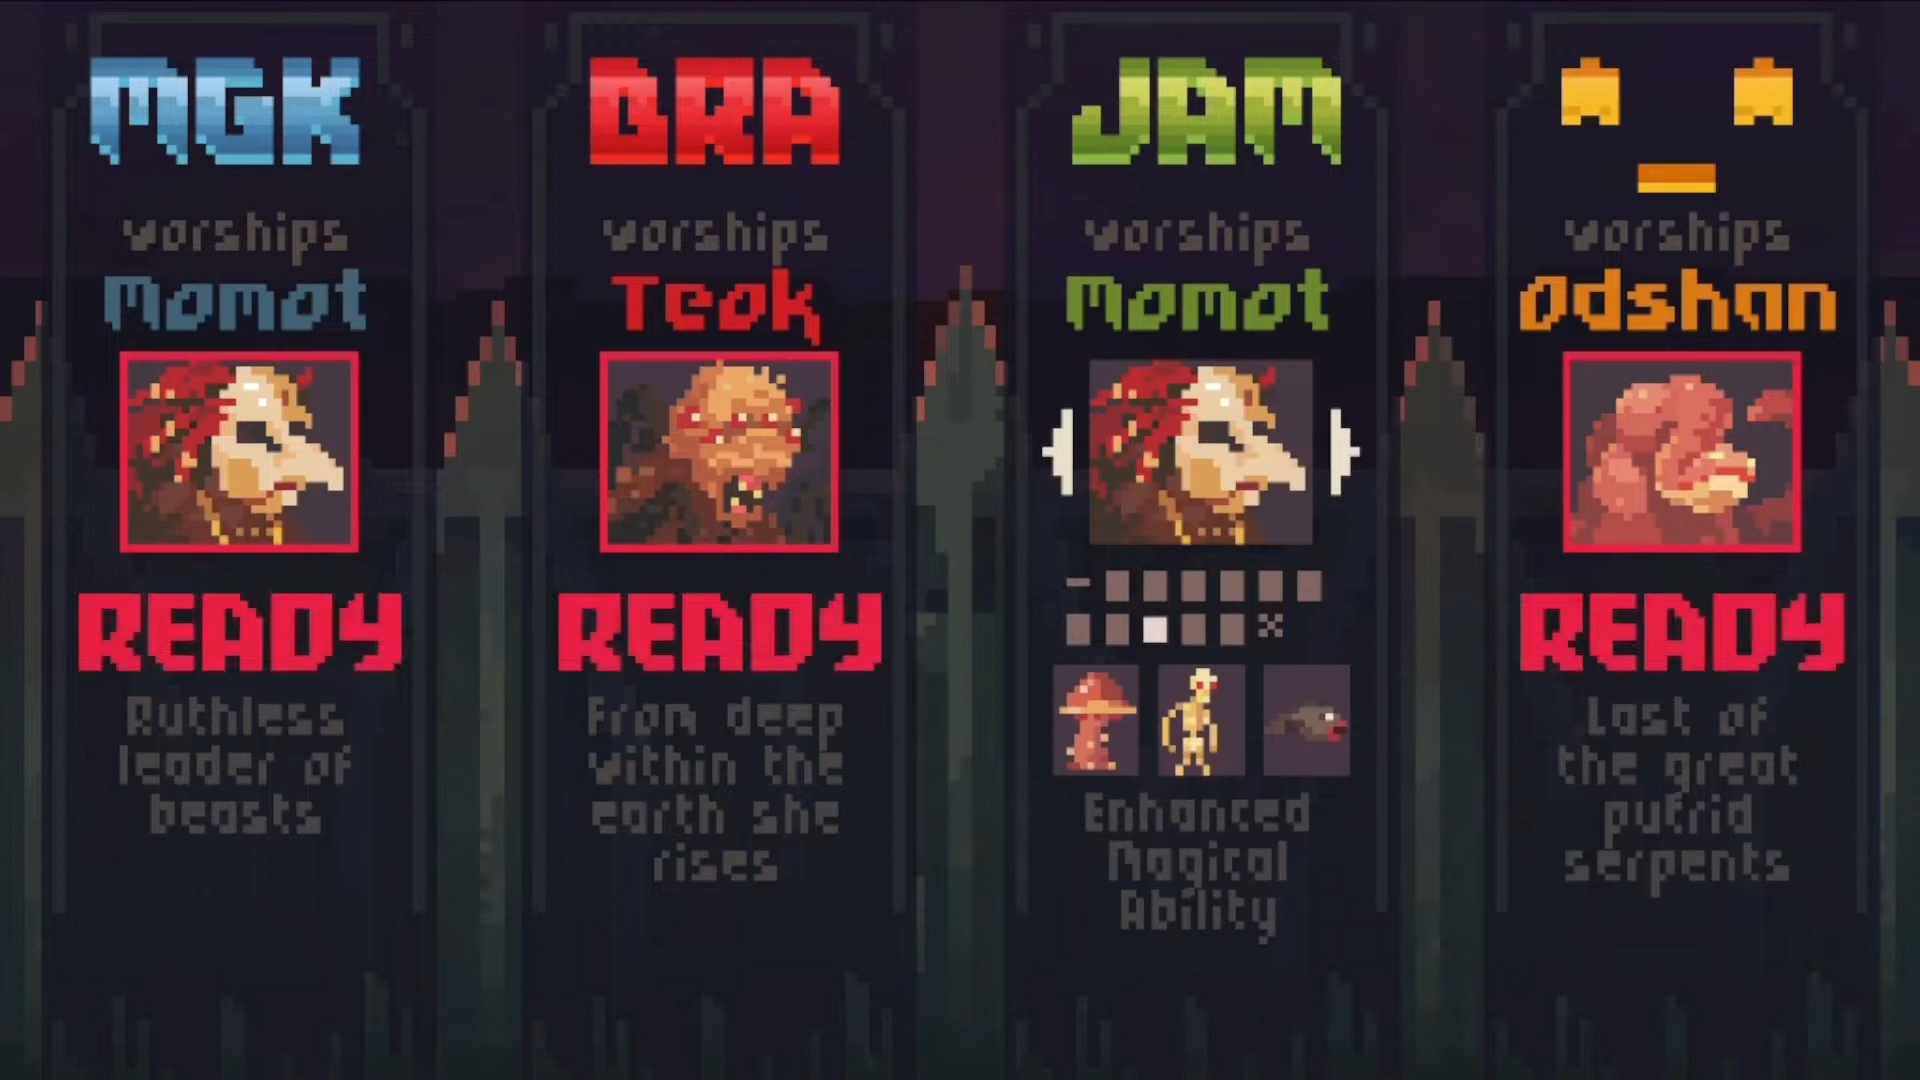 MGK
worships
Momot
READY
Ruthless
leader of
beasts
BRA
worships
Teok
READY
From deep
within the
earth she
rises
JAM
worships
Momot
Enhanced
Magical
Ability
worships
Odshan
READY
Last of
the great
putrid
serpents